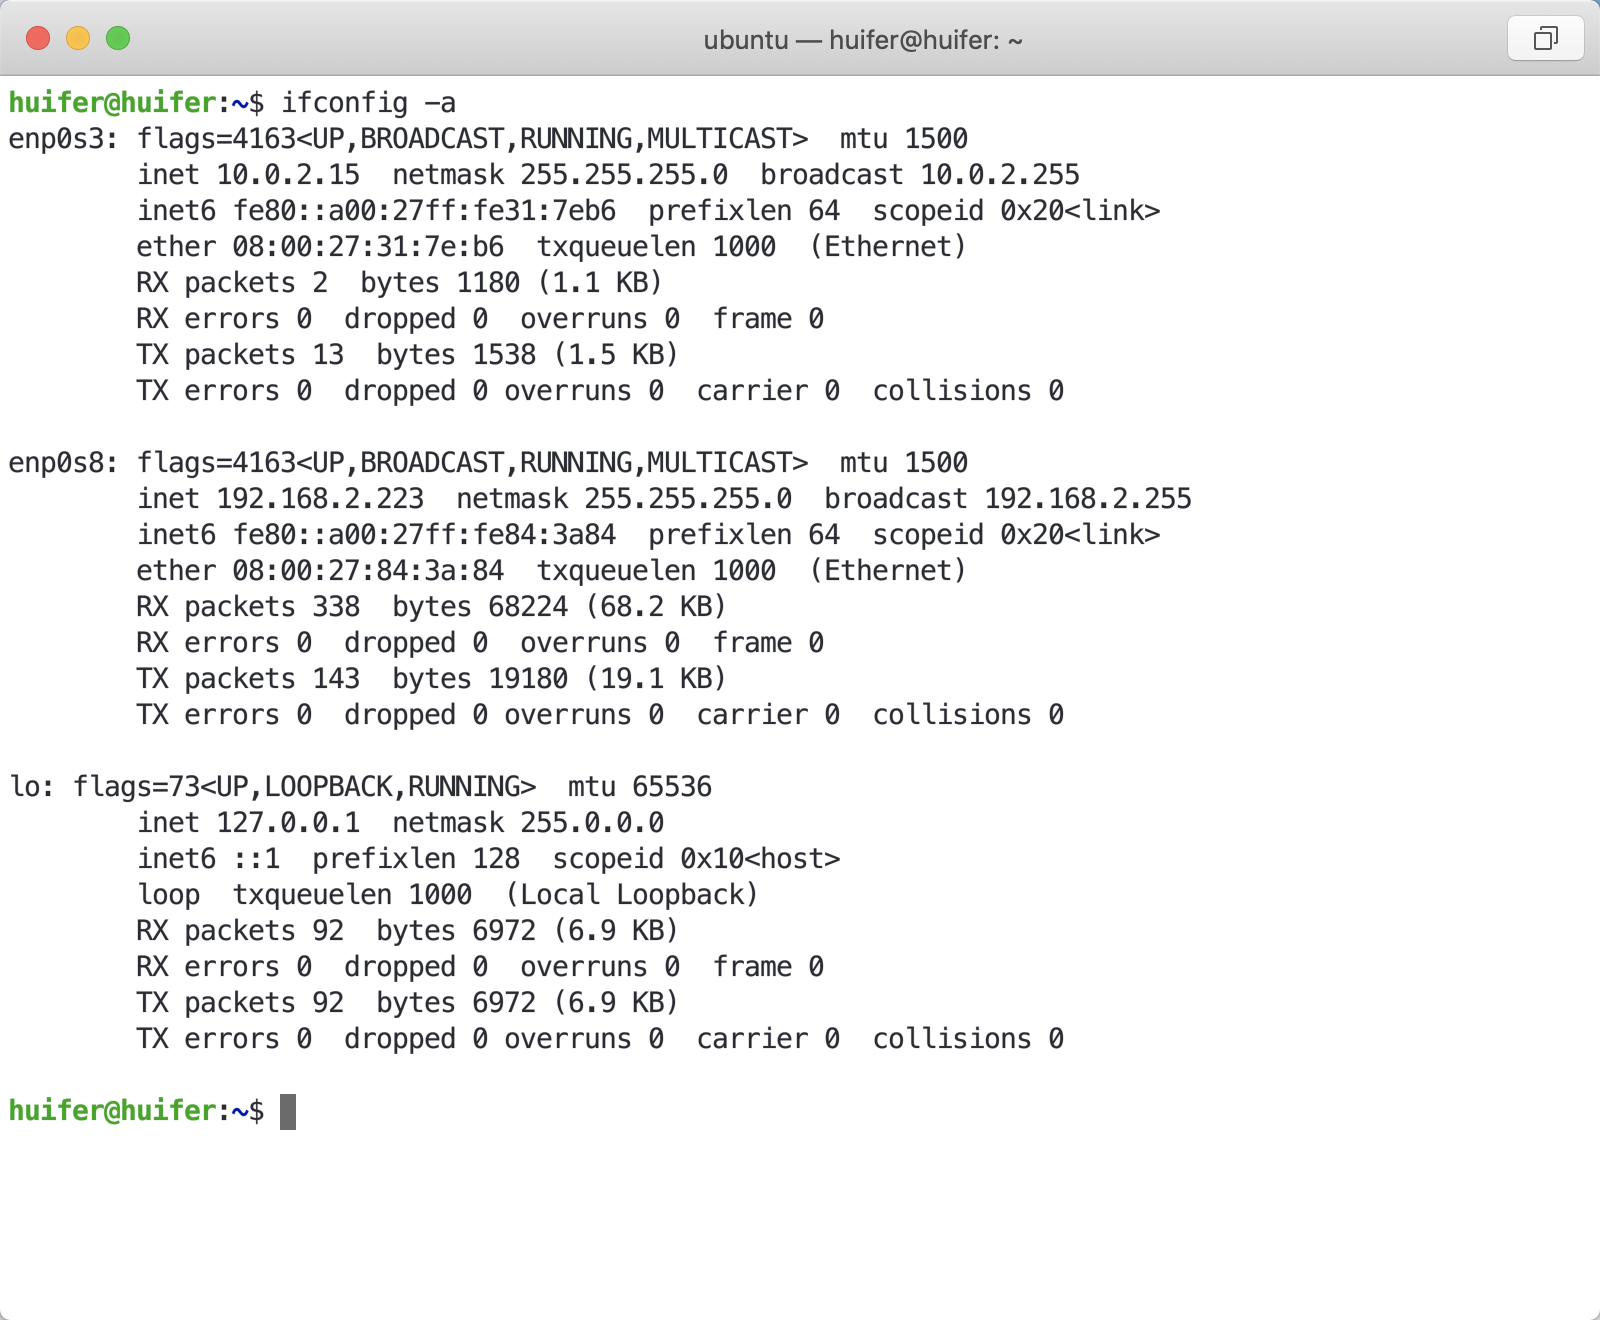 ubuntu — huifer@huifer: ~
huifer@huifer:~$ ifconfig -a
enp0s3: flags=4163<UP,BROADCAST,RUNNING,MULTICAST>  mtu 1500
        inet 10.0.2.15  netmask 255.255.255.0  broadcast 10.0.2.255
        inet6 fe80::a00:27ff:fe31:7eb6  prefixlen 64  scopeid 0x20<link>
        ether 08:00:27:31:7e:b6  txqueuelen 1000  (Ethernet)
        RX packets 2  bytes 1180 (1.1 KB)
        RX errors 0  dropped 0  overruns 0  frame 0
        TX packets 13  bytes 1538 (1.5 KB)
        TX errors 0  dropped 0 overruns 0  carrier 0  collisions 0

enp0s8: flags=4163<UP,BROADCAST,RUNNING,MULTICAST>  mtu 1500
        inet 192.168.2.223  netmask 255.255.255.0  broadcast 192.168.2.255
        inet6 fe80::a00:27ff:fe84:3a84  prefixlen 64  scopeid 0x20<link>
        ether 08:00:27:84:3a:84  txqueuelen 1000  (Ethernet)
        RX packets 338  bytes 68224 (68.2 KB)
        RX errors 0  dropped 0  overruns 0  frame 0
        TX packets 143  bytes 19180 (19.1 KB)
        TX errors 0  dropped 0 overruns 0  carrier 0  collisions 0

lo: flags=73<UP,LOOPBACK,RUNNING>  mtu 65536
        inet 127.0.0.1  netmask 255.0.0.0
        inet6 ::1  prefixlen 128  scopeid 0x10<host>
        loop  txqueuelen 1000  (Local Loopback)
        RX packets 92  bytes 6972 (6.9 KB)
        RX errors 0  dropped 0  overruns 0  frame 0
        TX packets 92  bytes 6972 (6.9 KB)
        TX errors 0  dropped 0 overruns 0  carrier 0  collisions 0

huifer@huifer:~$